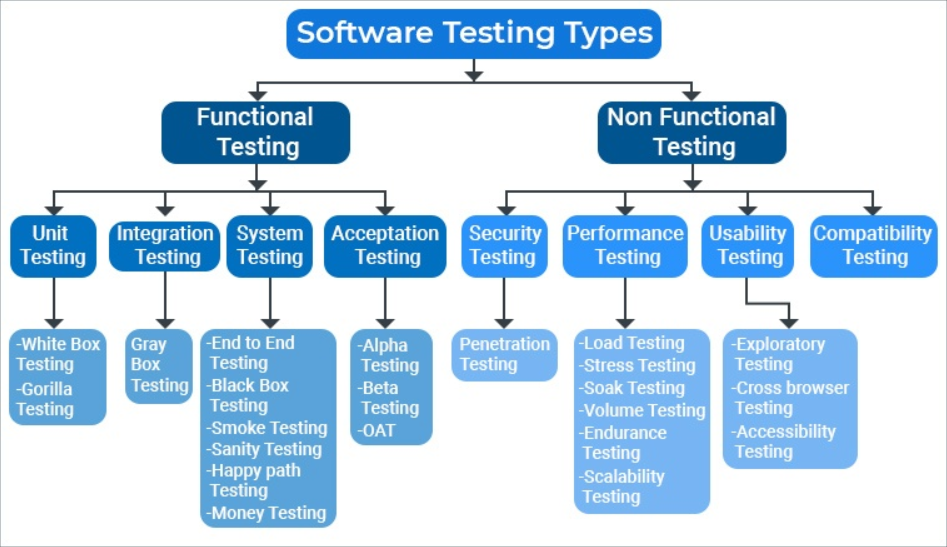 Software Testing Types
Functional
Testing
Non Functional
Testing
Unit
Testing
Integration
Testing
System
Testing
Acceptation
Testing
Security
Testing
Performance
Testing
Usability
Testing
Compatibility
Testing
-White Box
Testing
-Gorilla
Testing
Gray
Box
Testing
-End to End
Testing
-Black Box
Testing
-Smoke Testing
-Sanity Testing
-Happy path
Testing
-Money Testing
-Alpha
Testing
-Beta
Testing
-OAT
Penetration
Testing
-Load Testing
-Stress Testing
-Soak Testing
-Volume Testing
-Endurance
Testing
-Scalability
Testing
-Exploratory
Testing
-Cross browser
Testing
-Accessibility
Testing